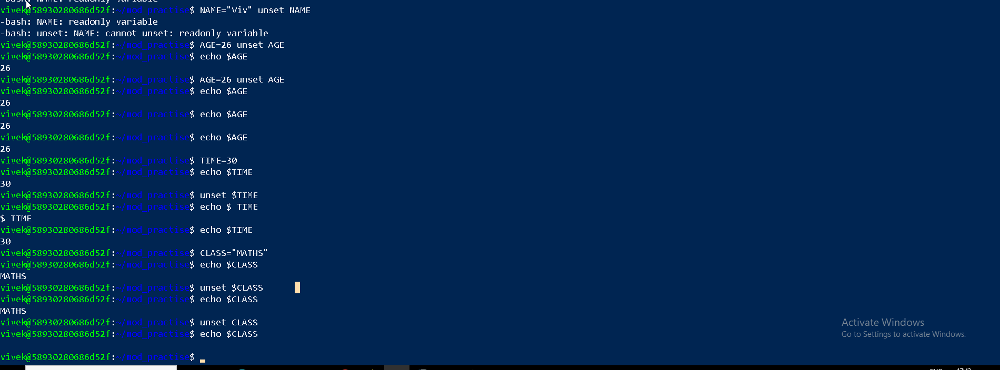 -bash: NAME: readonly variable
vivek@58930280686d52f:~/mod_practise$ NAME="Viv" unset NAME
-bash: NAME: readonly variable
-bash: unset: NAME: cannot unset: readonly variable
vivek@58930280686d52f:~/mod_practise$ AGE=26 unset AGE
vivek@58930280686d52f:~/mod_practise$ echo $AGE
26
vivek@58930280686d52f:~/mod_practise$ AGE=26 unset AGE
vivek@58930280686d52f:~/mod_practise$ echo $AGE
26
vivek@58930280686d52f:~/mod_practise$ echo $AGE
26
vivek@58930280686d52f:~/mod_practise$ echo $AGE
26
vivek@58930280686d52f:~/mod_practise$ TIME=30
vivek@58930280686d52f:~/mod_practise$ echo $TIME
30
vivek@58930280686d52f:~/mod_practise$ unset $TIME
vivek@58930280686d52f:~/mod_practise$ echo $ TIME
$ TIME
vivek@58930280686d52f:~/mod_practise$ echo $TIME
30
vivek@58930280686d52f:~/mod_practise$ CLASS="MATHS"
vivek@58930280686d52f:~/mod_practise$ echo $CLASS
MATHS
vivek@58930280686d52f:~/mod_practise$ unset $CLASS
vivek@58930280686d52f:~/mod_practise$ echo $CLASS
MATHS
vivek@58930280686d52f:~/mod_practise$ unset CLASS
vivek@58930280686d52f:~/mod_practise$ echo $CLASS
vivek@58930280686d52f:~/mod_practise$
Activate Windows
Go to Settings to activate Windows.